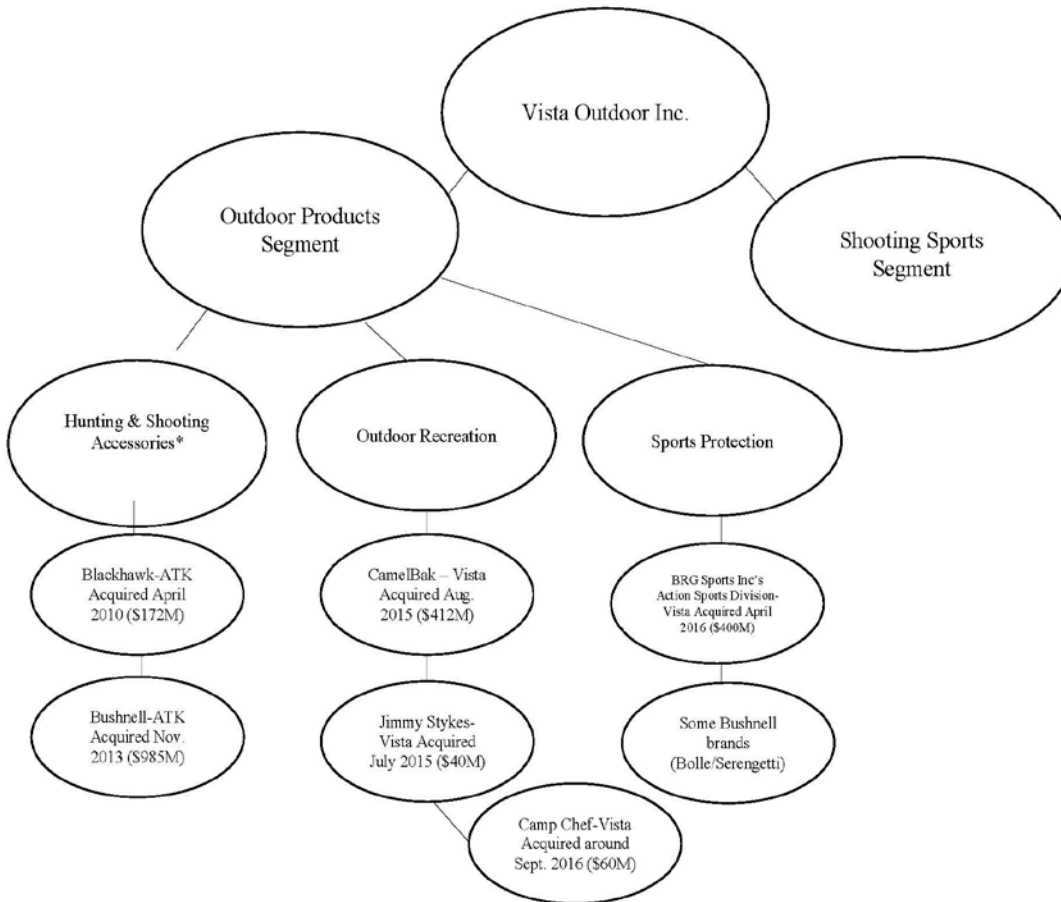 Vista Outdoor Inc.
Outdoor Products
Segment
Shooting Sports
Segment
Hunting & Shooting
Accessories*
Outdoor Recreation
Sports Protection
Blackhawk-ATK
Acquired April
2010 ($172M)
CamelBak – Vista
Acquired Aug.
2015 ($412M)
BRG Sports Inc's
Action Sports Division-
Vista Acquired April
2016 ($400M)
Bushnell-ATK
Acquired Nov.
2013 ($985M)
Jimmy Stykes-
Vista Acquired
July 2015 ($40M)
Some Bushnell
brands
(Bolle/Serengetti)
Camp Chef-Vista
Acquired around
Sept. 2016 ($60M)